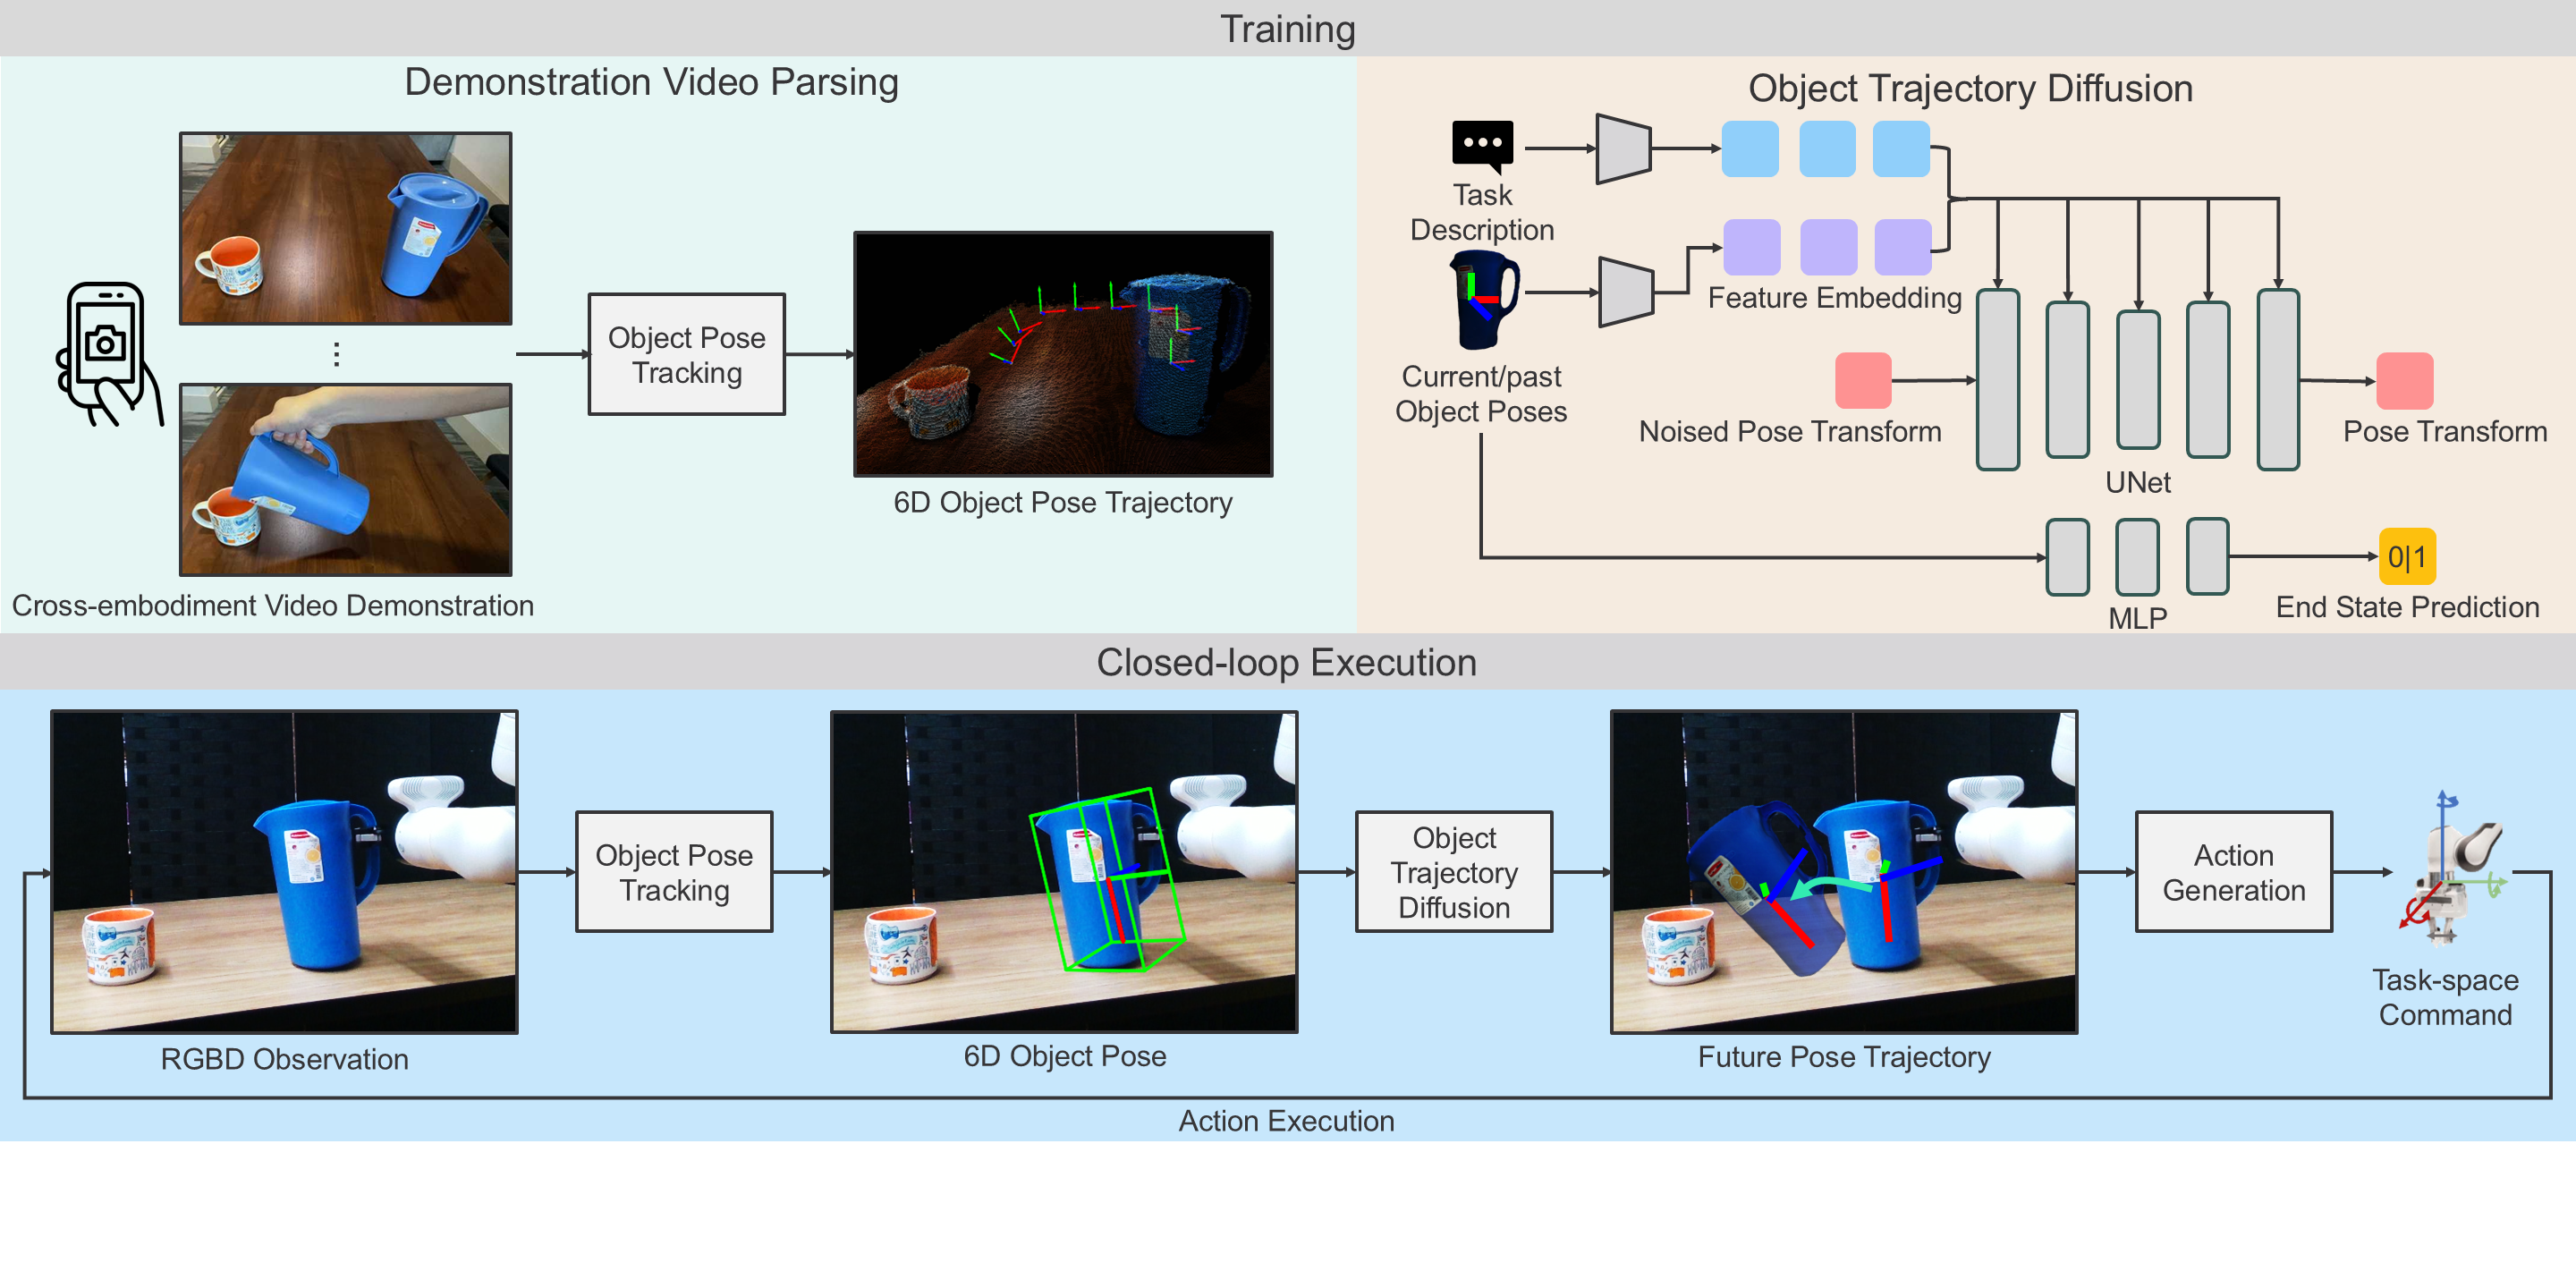 Training
Demonstration Video Parsing
Object Pose
Tracking
6D Object Pose Trajectory
Cross-embodiment Video Demonstration
Object Trajectory Diffusion
Task
Description
Feature Embedding
Current/past
Object Poses
Noised Pose Transform
Pose Transform
UNet
0|1
MLP
End State Prediction
Closed-loop Execution
Object Pose
Tracking
Object
Trajectory
Diffusion
Action
Generation
RGBD Observation
6D Object Pose
Future Pose Trajectory
Task-space
Command
Action Execution